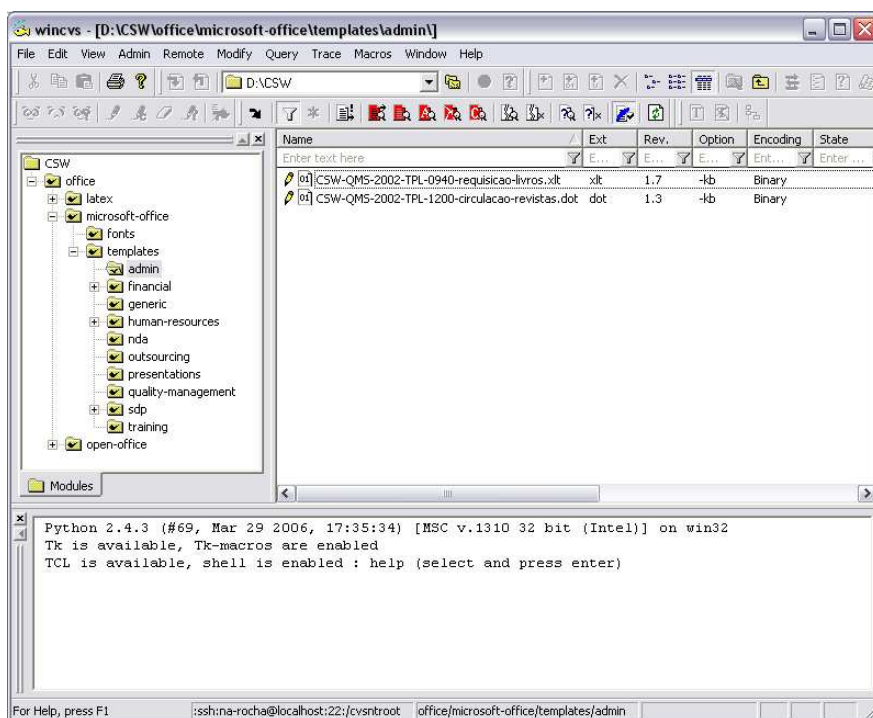 wincvs - [D:\CSW\office\microsoft-office\templates\admin\]
File Edit View Admin Remote Modify Query Trace Macros Window Help
D:\CSW
Name Ext Rev. Option Encoding State
Enter text here E... E... E... Ent... Enter ...
CSW-QMS-2002-TPL-0940-requisicao-livros.xlt xlt 1.7 -kb Binary
CSW-QMS-2002-TPL-1200-circulacao-revistas.dot dot 1.3 -kb Binary
CSW
office
latex
microsoft-office
fonts
templates
admin
financial
generic
human-resources
nda
outsourcing
presentations
quality-management
sdp
training
open-office
Modules
Python 2.4.3 (#69, Mar 29 2006, 17:35:34) [MSC v.1310 32 bit (Intel)] on win32
Tk is available, Tk-macros are enabled
TCL is available, shell is enabled : help (select and press enter)
For Help, press F1 :ssh:na-rocha@localhost:22:/cvsntroot office/microsoft-office/templates/admin